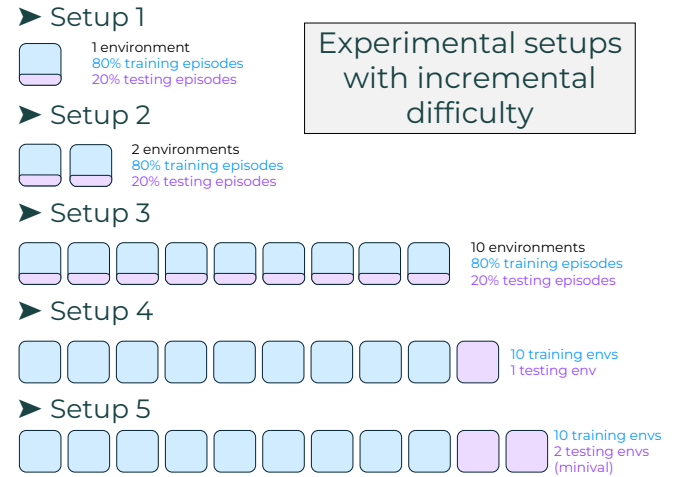 Setup 1
1 environment
80% training episodes
20% testing episodes
Experimental setups
with incremental
difficulty
Setup 2
2 environments
80% training episodes
20% testing episodes
Setup 3
10 environments
80% training episodes
20% testing episodes
Setup 4
10 training envs
1 testing env
Setup 5
10 training envs
2 testing envs
(minival)